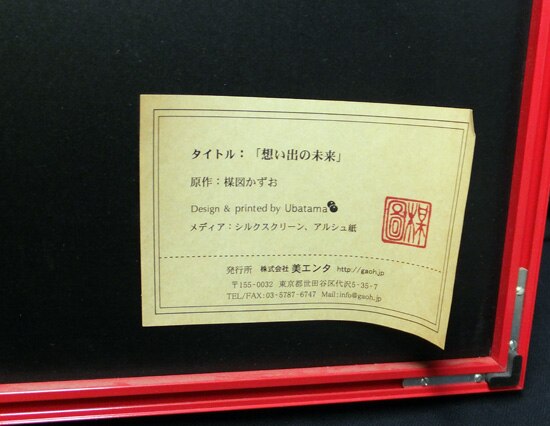 タイトル：「想い出の未来」
原作：楳図かずお
Design & printed by Ubatama
メディア：シルクスクリーン、アルシュ紙
発行所 株式会社 美エンタ http://gaoh.jp
〒155-0032 東京都世田谷区代沢5-35-7
TEL/FAX:03-5787-6747 Mail:info@gaoh.jp
楳図